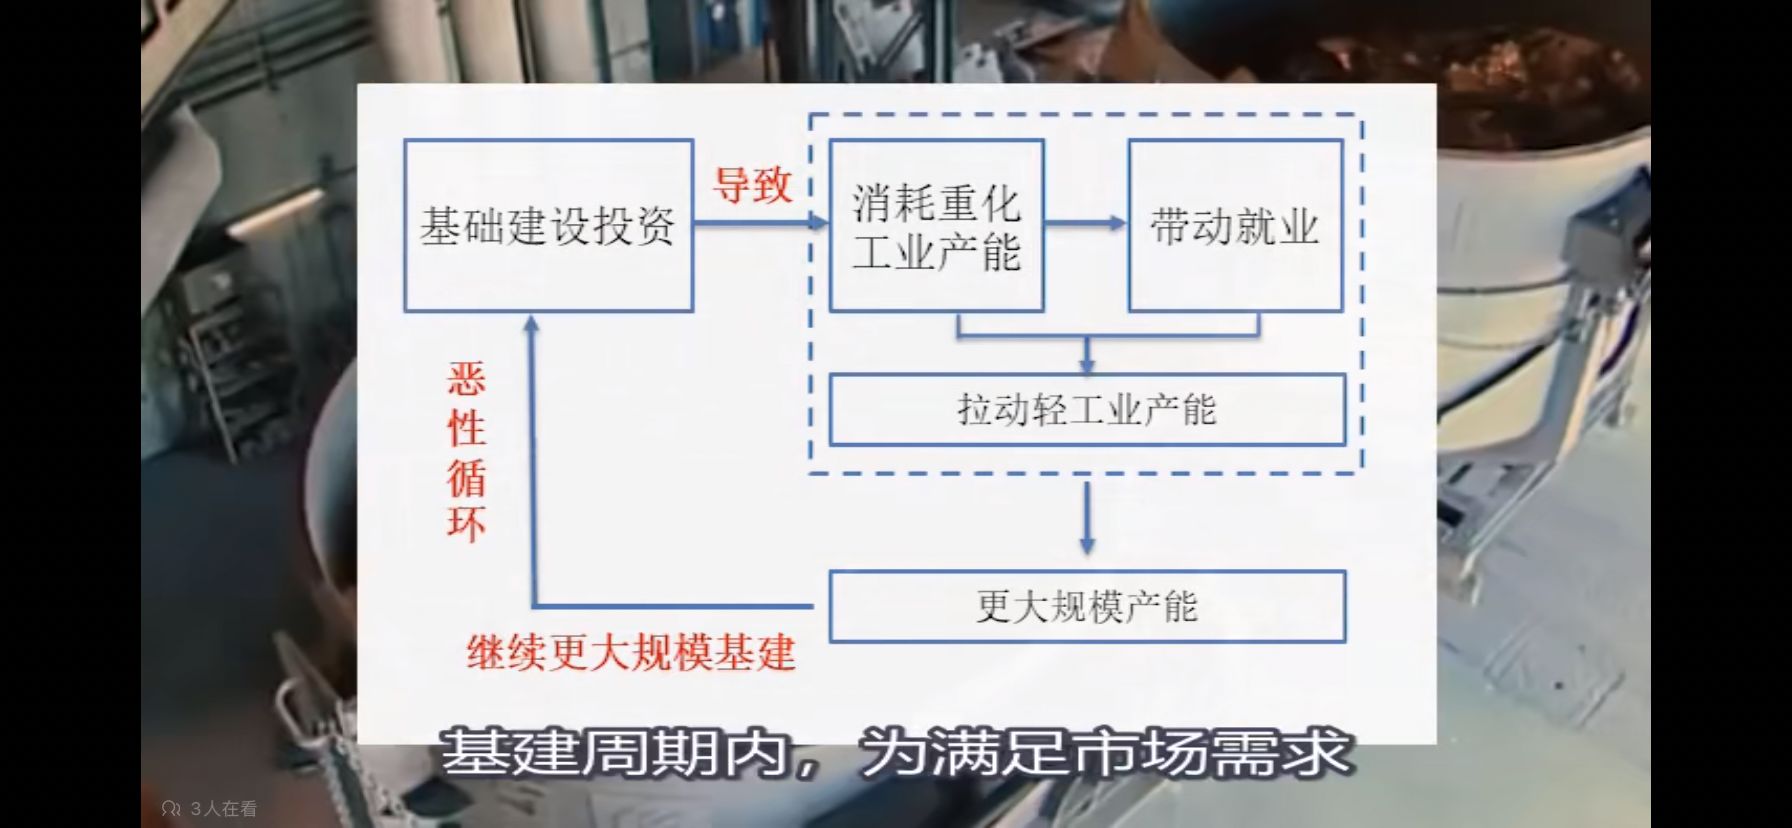 基础建设投资
导致
消耗重化
工业产能
带动就业
拉动轻工业产能
恶性循环
更大规模产能
继续更大规模基建
基建周期内，为满足市场需求
3人在看